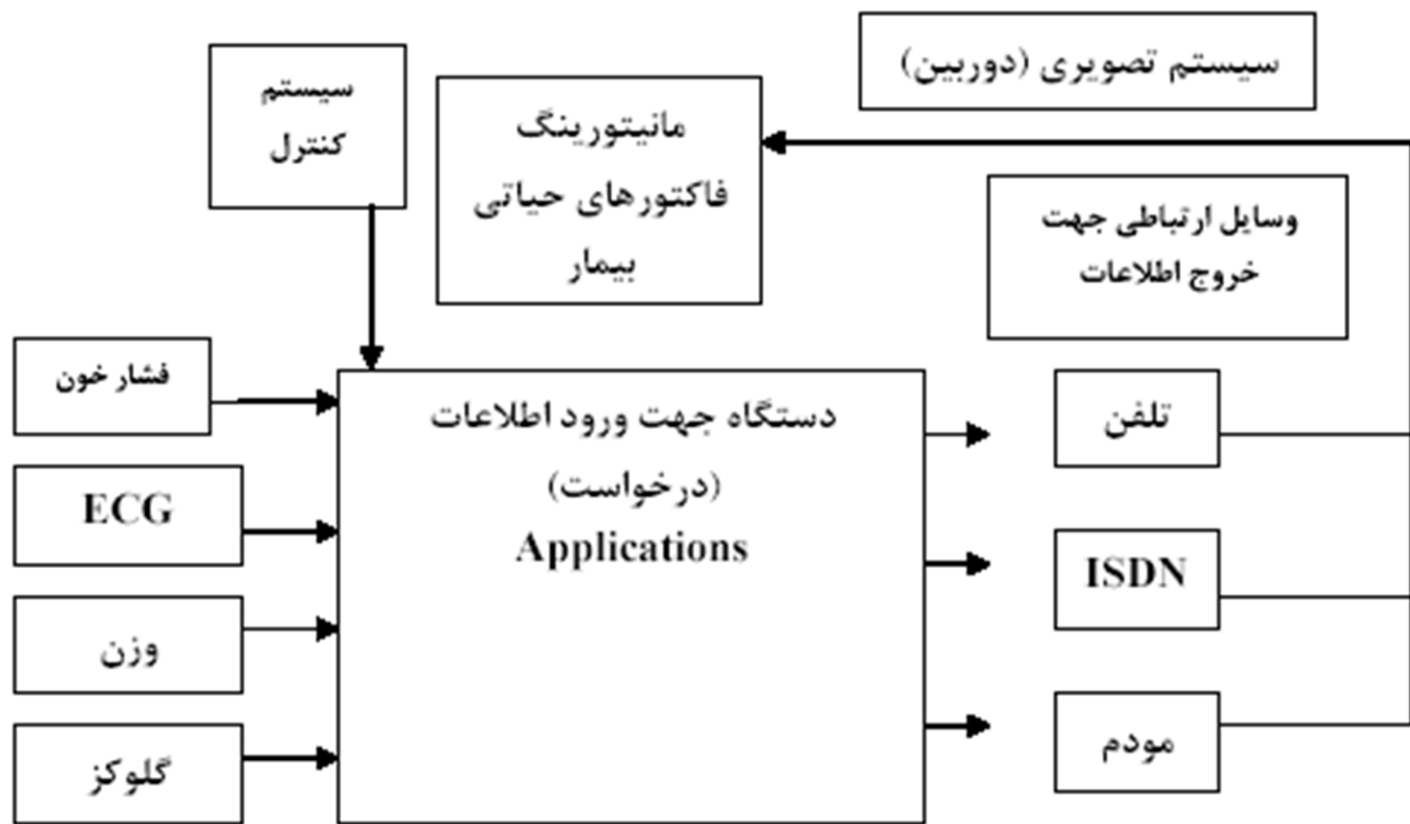 سیستم تصویری (دوربین)
سیستم
کنترل
مانیتورینگ
فاکتورهای حیاتی
بیمار
وسایل ارتباطی جهت
خروج اطلاعات
فشار خون
ECG
وزن
گلوکز
دستگاه جهت ورود اطلاعات
(درخواست)
Applications
تلفن
ISDN
مودم